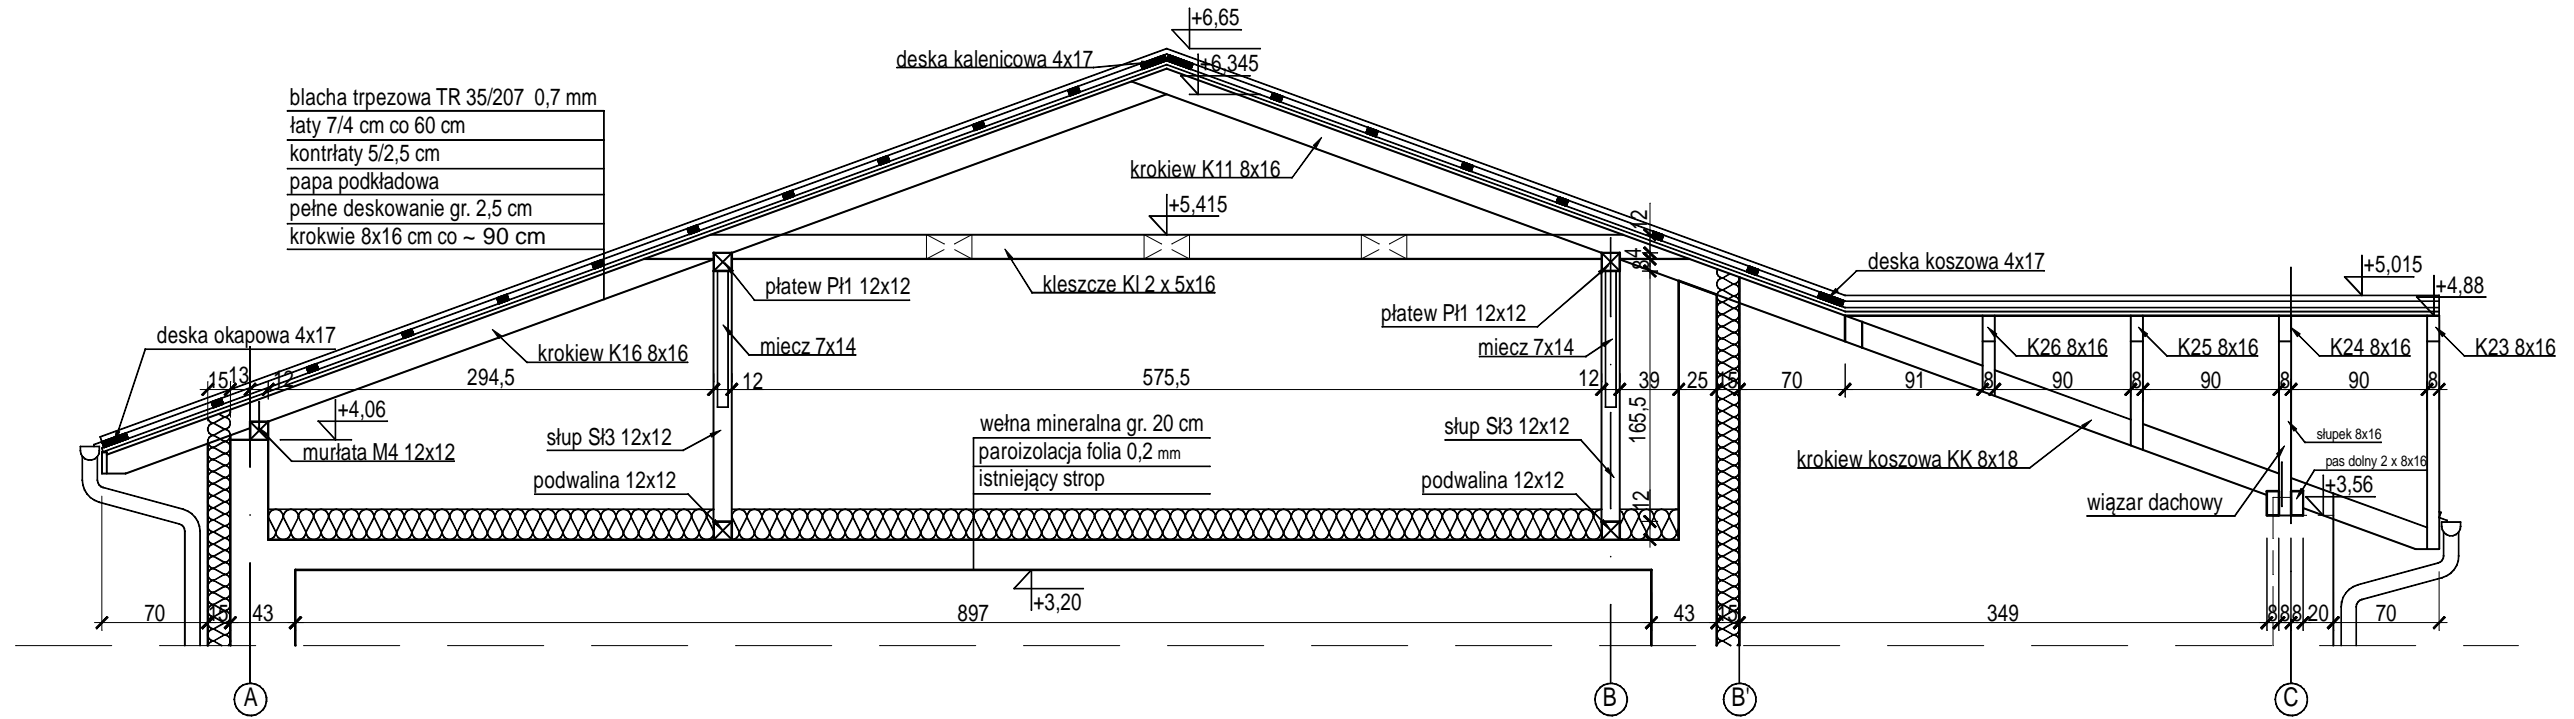 +6,65
deska kalenicowa 4x17
+6,345
blacha trpezowa TR 35/207 0,7 mm
łaty 7/4 cm co 60 cm
kontrłaty 5/2,5 cm
papa podkładowa
pełne deskowanie gr. 2,5 cm
krokwie 8x16 cm co ~ 90 cm
krokiew K11 8x16
+5,415
12
4
8
deska koszowa 4x17
+5,015
+4,88
płatew Pł1 12x12
kleszcze Kl 2 x 5x16
płatew Pł1 12x12
deska okapowa 4x17
krokiew K16 8x16
miecz 7x14
miecz 7x14
K26 8x16
K25 8x16
K24 8x16
K23 8x16
15 13 12 294,5 12 575,5 12 39 25 15 70 91 8 90 8 90 8 90 8
+4,06
murłata M4 12x12
słup Sł3 12x12
wełna mineralna gr. 20 cm
paroizolacja folia 0,2 mm
istniejący strop
słup Sł3 12x12
165,5
słupek 8x16
krokiew koszowa KK 8x18
pas dolny 2 x 8x16
podwalina 12x12
podwalina 12x12
12
+3,56
wiązar dachowy
+3,20
70 15 43 897 43 15 349 8 8 8 20 70
A
B
B'
C